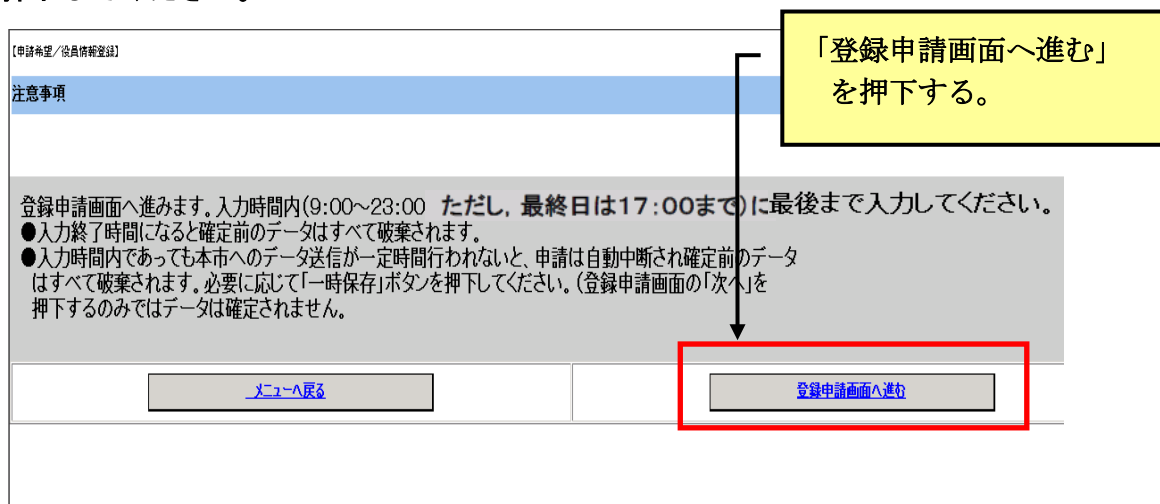 【申請希望/役員情報登録】
注意事項
「登録申請画面へ進む」
を押下する。
登録申請画面へ進みます。入力時間内(9:00~23:00 ただし，最終日は17:00まで)に最後まで入力してください。
●入力終了時間になると確定前のデータはすべて破棄されます。
●入力時間内であっても本市へのデータ送信が一定時間行われないと、申請は自動中断され確定前のデータ
はすべて破棄されます。必要に応じて「一時保存」ボタンを押下してください。(登録申請画面の「次へ」を
押下するのみではデータは確定されません。
メニューへ戻る
登録申請画面へ進む